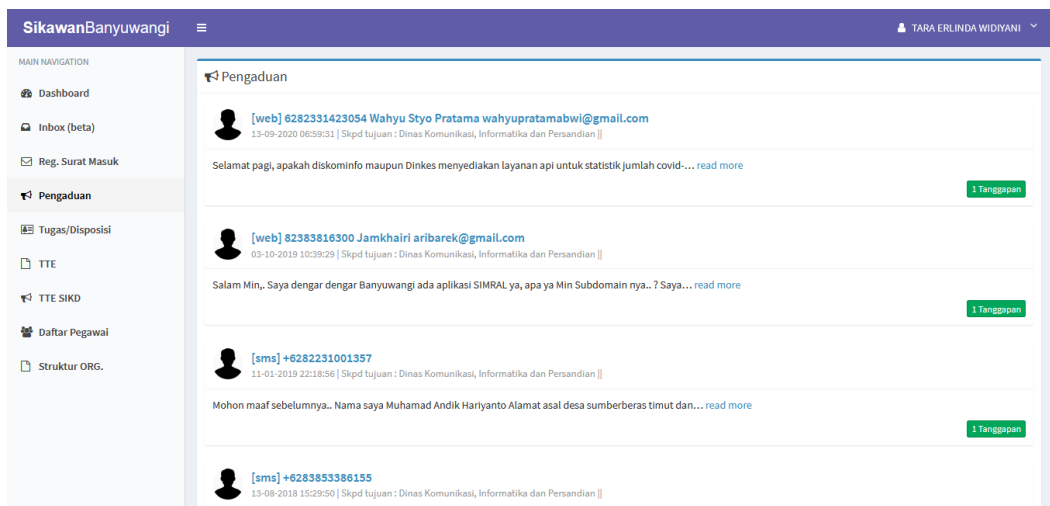 SikawanBanyuwangi
TARA ERLINDA WIDIYANI
MAIN NAVIGATION
Dashboard
Inbox (beta)
Reg. Surat Masuk
Pengaduan
Tugas/Disposisi
TTE
TTE SIKD
Daftar Pegawai
Struktur ORG.
Pengaduan
[web] 6282331423054 Wahyu Styo Pratama wahyupratamabwi@gmail.com
13-09-2020 06:59:31 | Skpd tujuan : Dinas Komunikasi, Informatika dan Persandian ||
Selamat pagi, apakah diskominfo maupun Dinkes menyediakan layanan api untuk statistik jumlah covid-... read more
1 Tanggapan
[web] 82383816300 Jamkhairi aribarek@gmail.com
03-10-2019 10:39:29 | Skpd tujuan : Dinas Komunikasi, Informatika dan Persandian ||
Salam Min,. Saya dengar dengar Banyuwangi ada aplikasi SIMRAL ya, apa ya Min Subdomain nya.. ? Saya... read more
1 Tanggapan
[sms] +6282231001357
11-01-2019 22:18:56 | Skpd tujuan : Dinas Komunikasi, Informatika dan Persandian ||
Mohon maaf sebelumnya.. Nama saya Muhamad Andik Hariyanto Alamat asal desa sumberberas timut dan... read more
1 Tanggapan
[sms] +6283853386155
13-08-2018 15:29:50 | Skpd tujuan : Dinas Komunikasi, Informatika dan Persandian ||